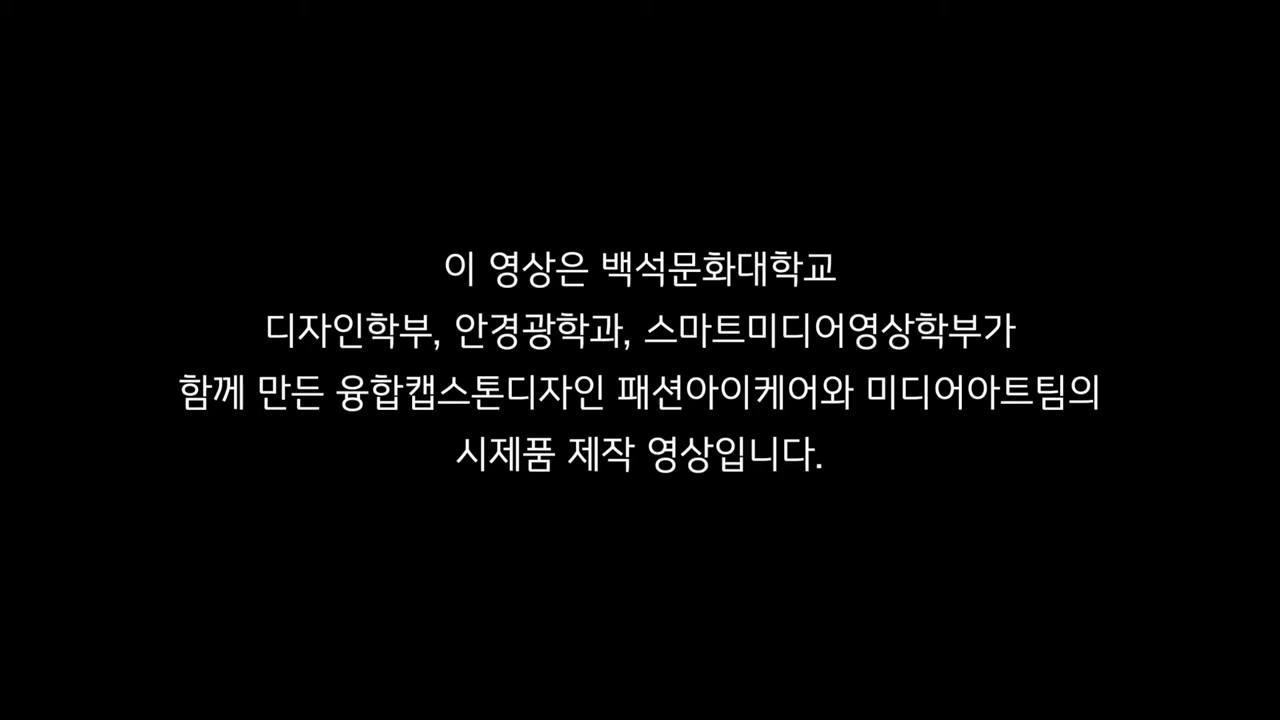 이 영상은 백석문화대학교
디자인학부, 안경광학과, 스마트미디어영상학부가
함께 만든 융합캡스톤디자인 패션아이케어와 미디어아트팀의
시제품 제작 영상입니다.